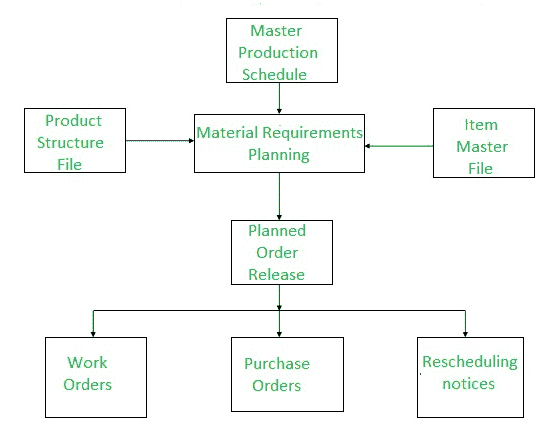 Master
Production
Schedule
Product
Structure
File
Material Requirements
Planning
Item
Master
File
Planned
Order
Release
Work
Orders
Purchase
Orders
Rescheduling
notices